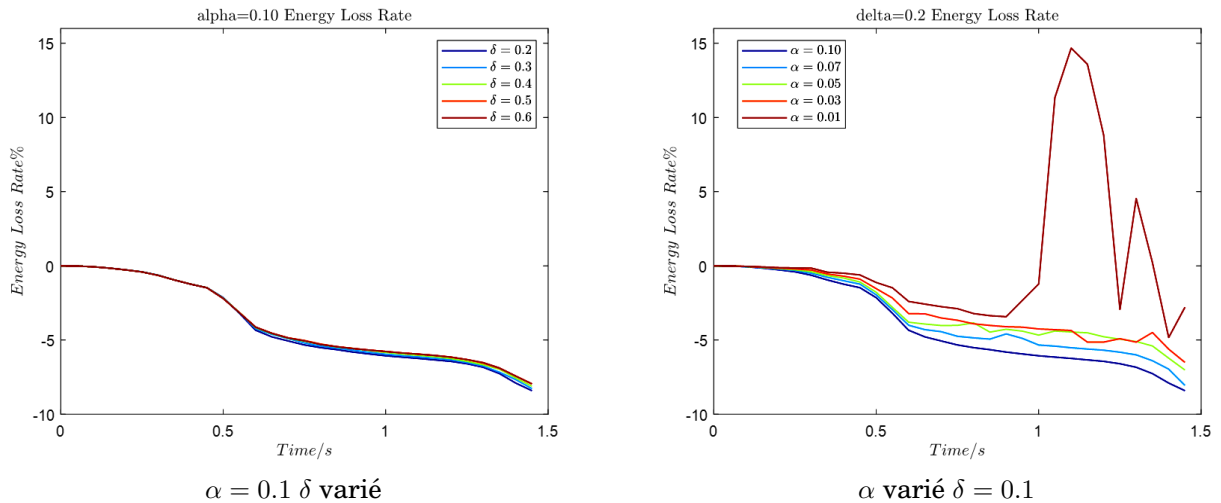 alpha=0.10 Energy Loss Rate
15
10
5
0
-5
-10
Energy Loss Rate%
δ = 0.2
δ = 0.3
δ = 0.4
δ = 0.5
δ = 0.6
0
0.5
1
1.5
Time/s
α = 0.1 δ varié
delta=0.2 Energy Loss Rate
15
10
5
0
-5
-10
Energy Loss Rate%
α = 0.10
α = 0.07
α = 0.05
α = 0.03
α = 0.01
0
0.5
1
1.5
Time/s
α varié δ = 0.1